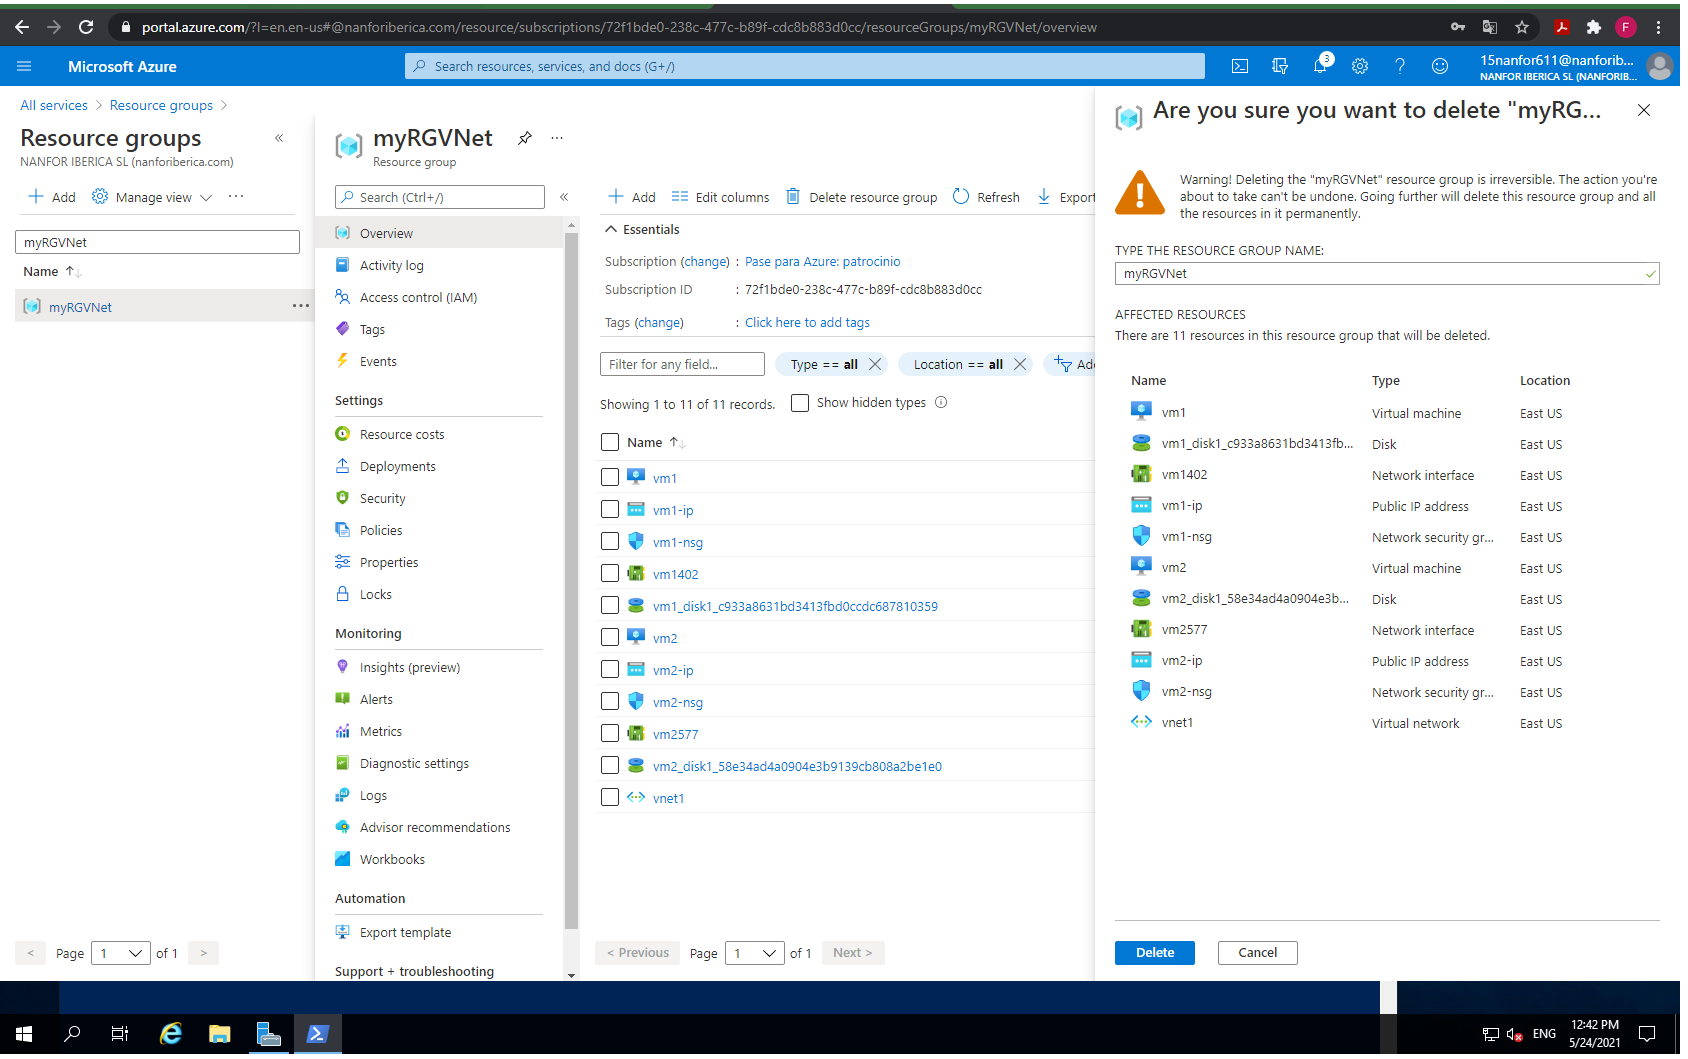 portal.azure.com/?l=en.en-us#@nanforiberica.com/resource/subscriptions/72f1bde0-238c-477c-b89f-cdc8b883d0cc/resourceGroups/myRGVNet/overview
F
Microsoft Azure
Search resources, services, and docs (G+/)
3
15nanfor611@nanforib...
NANFOR IBERICA SL (NANFORIB...
All services > Resource groups >
Resource groups
NANFOR IBERICA SL (nanforiberica.com)
Add
Manage view
myRGVNet
Name
myRGVNet
< Page 1 of 1 >
myRGVNet
Resource group
Search (Ctrl+/)
Overview
Activity log
Access control (IAM)
Tags
Events
Settings
Resource costs
Deployments
Security
Policies
Properties
Locks
Monitoring
Insights (preview)
Alerts
Metrics
Diagnostic settings
Logs
Advisor recommendations
Workbooks
Automation
Export template
Support + troubleshooting
Add Edit columns Delete resource group Refresh Export
Essentials
Subscription (change) : Pase para Azure: patrocinio
Subscription ID : 72f1bde0-238c-477c-b89f-cdc8b883d0cc
Tags (change) : Click here to add tags
Filter for any field... Type == all Location == all Add
Showing 1 to 11 of 11 records. Show hidden types
Name
vm1
vm1-ip
vm1-nsg
vm1402
vm1_disk1_c933a8631bd3413fbd0ccdc687810359
vm2
vm2-ip
vm2-nsg
vm2577
vm2_disk1_58e34ad4a0904e3b9139cb808a2be1e0
vnet1
< Previous Page 1 of 1 Next >
Are you sure you want to delete "myRG...
Warning! Deleting the "myRGVNet" resource group is irreversible. The action you're
about to take can't be undone. Going further will delete this resource group and all
the resources in it permanently.
TYPE THE RESOURCE GROUP NAME:
myRGVNet
AFFECTED RESOURCES
There are 11 resources in this resource group that will be deleted.
Name Type Location
vm1 Virtual machine East US
vm1_disk1_c933a8631bd3413fb... Disk East US
vm1402 Network interface East US
vm1-ip Public IP address East US
vm1-nsg Network security gr... East US
vm2 Virtual machine East US
vm2_disk1_58e34ad4a0904e3b... Disk East US
vm2577 Network interface East US
vm2-ip Public IP address East US
vm2-nsg Network security gr... East US
vnet1 Virtual network East US
Delete Cancel
ENG
12:42 PM
5/24/2021